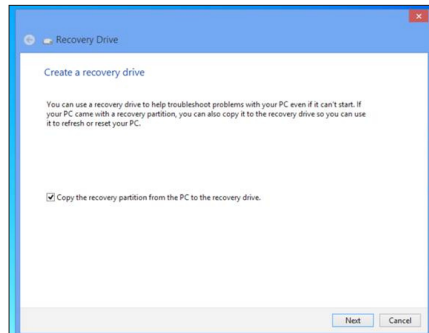 Recovery Drive
Create a recovery drive
You can use a recovery drive to help troubleshoot problems with your PC even if it can't start. If
your PC came with a recovery partition, you can also copy it to the recovery drive so you can use
it to refresh or reset your PC.
Copy the recovery partition from the PC to the recovery drive.
Next Cancel